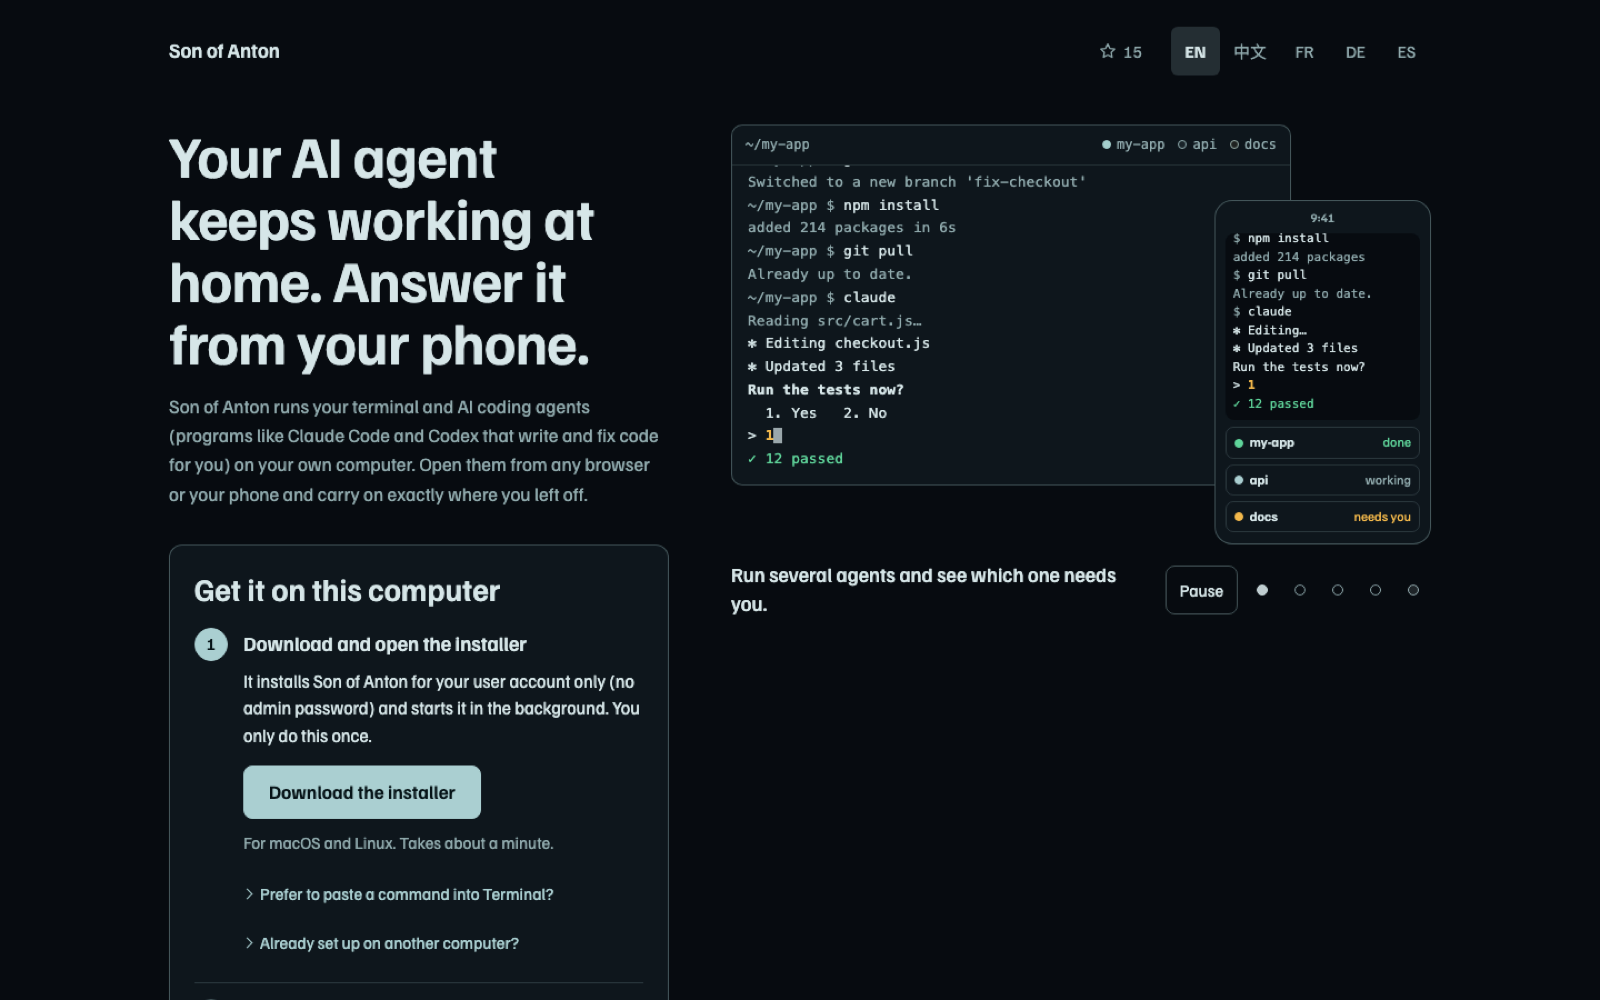 Son of Anton
☆ 15
EN
中文
FR
DE
ES
Your AI agent
keeps working at
home. Answer it
from your phone.
Son of Anton runs your terminal and AI coding agents
(programs like Claude Code and Codex that write and fix code
for you) on your own computer. Open them from any browser
or your phone and carry on exactly where you left off.
Get it on this computer
1 Download and open the installer
It installs Son of Anton for your user account only (no
admin password) and starts it in the background. You
only do this once.
Download the installer
For macOS and Linux. Takes about a minute.
Prefer to paste a command into Terminal?
Already set up on another computer?
~/my-app
my-app
api
docs
Switched to a new branch 'fix-checkout'
~/my-app $ npm install
added 214 packages in 6s
~/my-app $ git pull
Already up to date.
~/my-app $ claude
Reading src/cart.js…
✱ Editing checkout.js
✱ Updated 3 files
Run the tests now?
1. Yes 2. No
> 1
✓ 12 passed
9:41
$ npm install
added 214 packages
$ git pull
Already up to date.
$ claude
✱ Editing…
✱ Updated 3 files
Run the tests now?
> 1
✓ 12 passed
my-app done
api working
docs needs you
Run several agents and see which one needs
you.
Pause